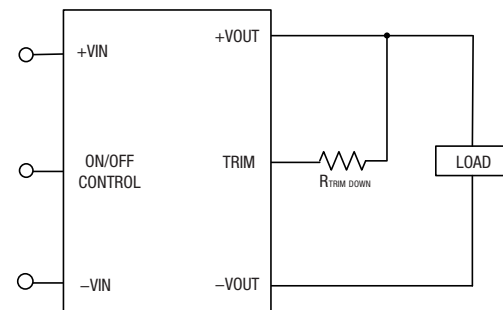 +VOUT
+VIN
ON/OFF
CONTROL
TRIM
LOAD
RTRIM DOWN
−VIN
−VOUT